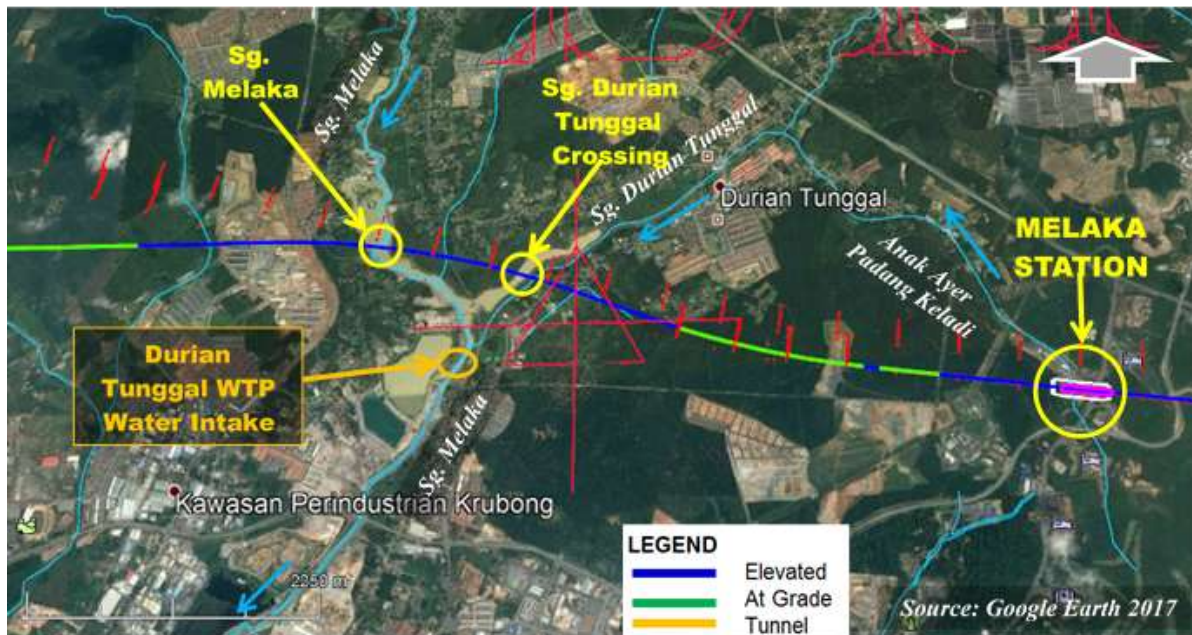 Sg.
Melaka
Sg. Melaka
Sg. Durian
Tunggal
Crossing
Sg. Durian Tunggal
Durian Tunggal
Anak Ayer
Padang Keladi
MELAKA
STATION
Durian
Tunggal WTP
Water Intake
Sg. Melaka
Kawasan Perindustrian Krubong
2250 m
LEGEND
Elevated
At Grade
Tunnel
Source: Google Earth 2017